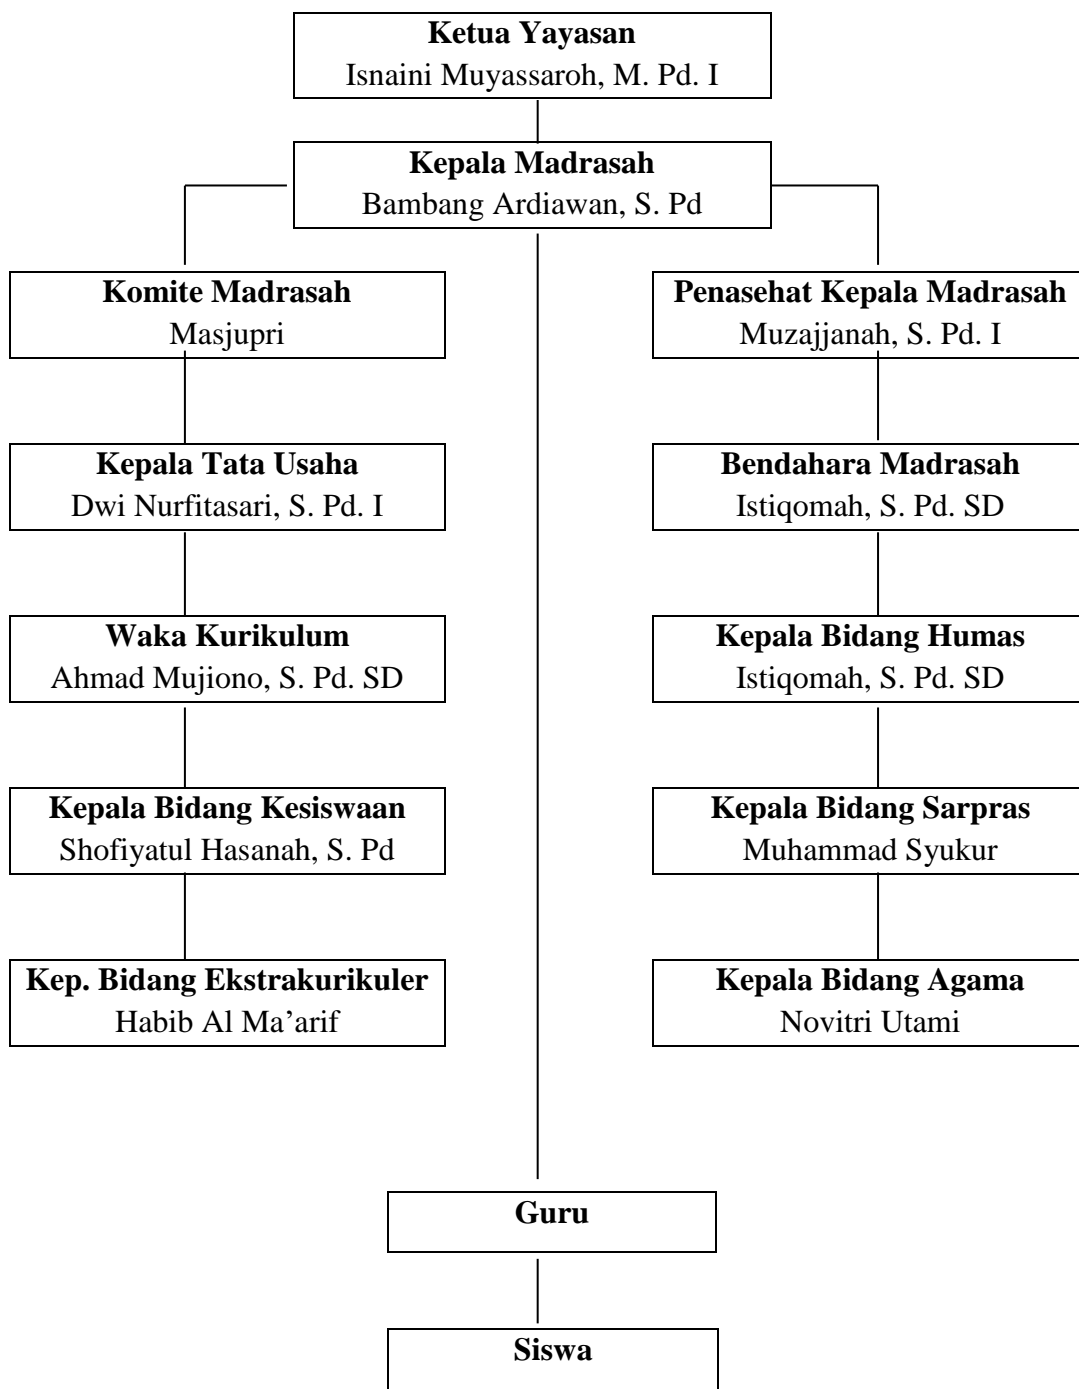 Ketua Yayasan
Isnaini Muyassaroh, M. Pd. I
Kepala Madrasah
Bambang Ardiawan, S. Pd
Komite Madrasah
Masjupri
Penasehat Kepala Madrasah
Muzajjanah, S. Pd. I
Kepala Tata Usaha
Dwi Nurfitasari, S. Pd. I
Bendahara Madrasah
Istiqomah, S. Pd. SD
Waka Kurikulum
Ahmad Mujiono, S. Pd. SD
Kepala Bidang Humas
Istiqomah, S. Pd. SD
Kepala Bidang Kesiswaan
Shofiyatul Hasanah, S. Pd
Kepala Bidang Sarpras
Muhammad Syukur
Kep. Bidang Ekstrakurikuler
Habib Al Ma’arif
Kepala Bidang Agama
Novitri Utami
Guru
Siswa